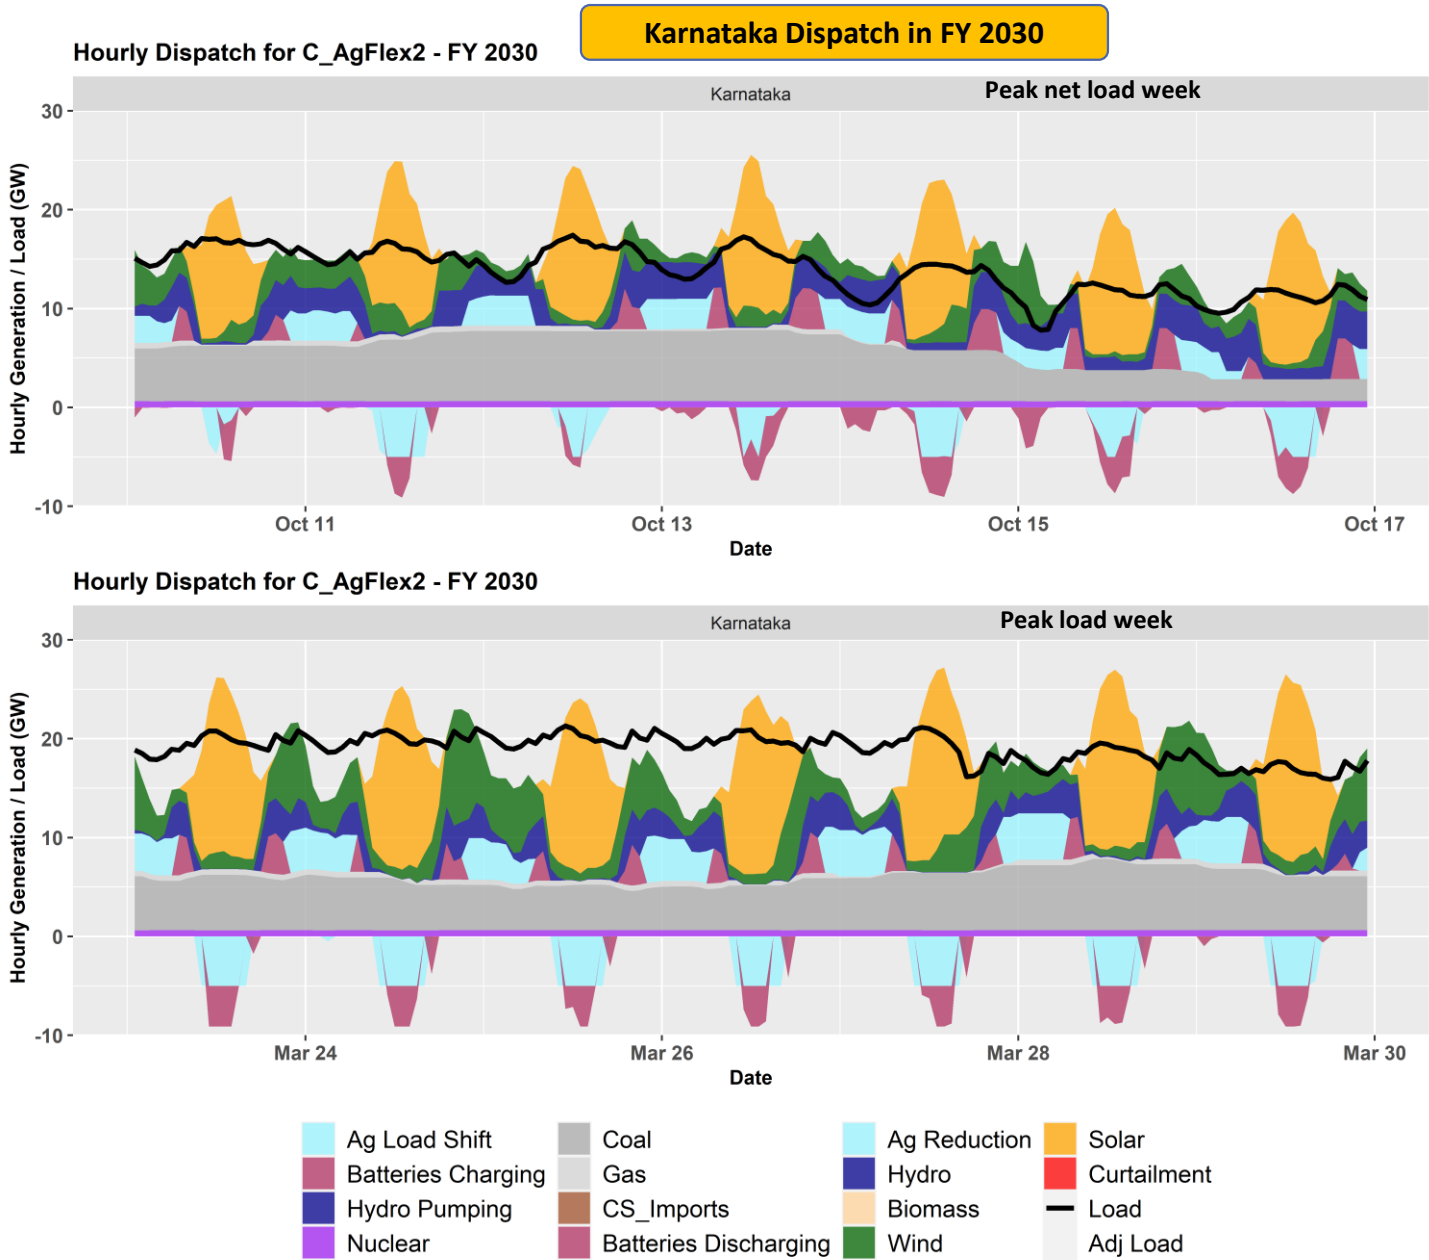 Karnataka Dispatch in FY 2030
Hourly Dispatch for C_AgFlex2 - FY 2030
Karnataka
Peak net load week
Hourly Generation / Load (GW)
30
20
10
0
-10
Oct 11
Oct 13
Oct 15
Oct 17
Date
Hourly Dispatch for C_AgFlex2 - FY 2030
Karnataka
Peak load week
Hourly Generation / Load (GW)
30
20
10
0
-10
Mar 24
Mar 26
Mar 28
Mar 30
Date
Ag Load Shift
Coal
Ag Reduction
Solar
Batteries Charging
Gas
Hydro
Curtailment
Hydro Pumping
CS_Imports
Biomass
Load
Nuclear
Batteries Discharging
Wind
Adj Load